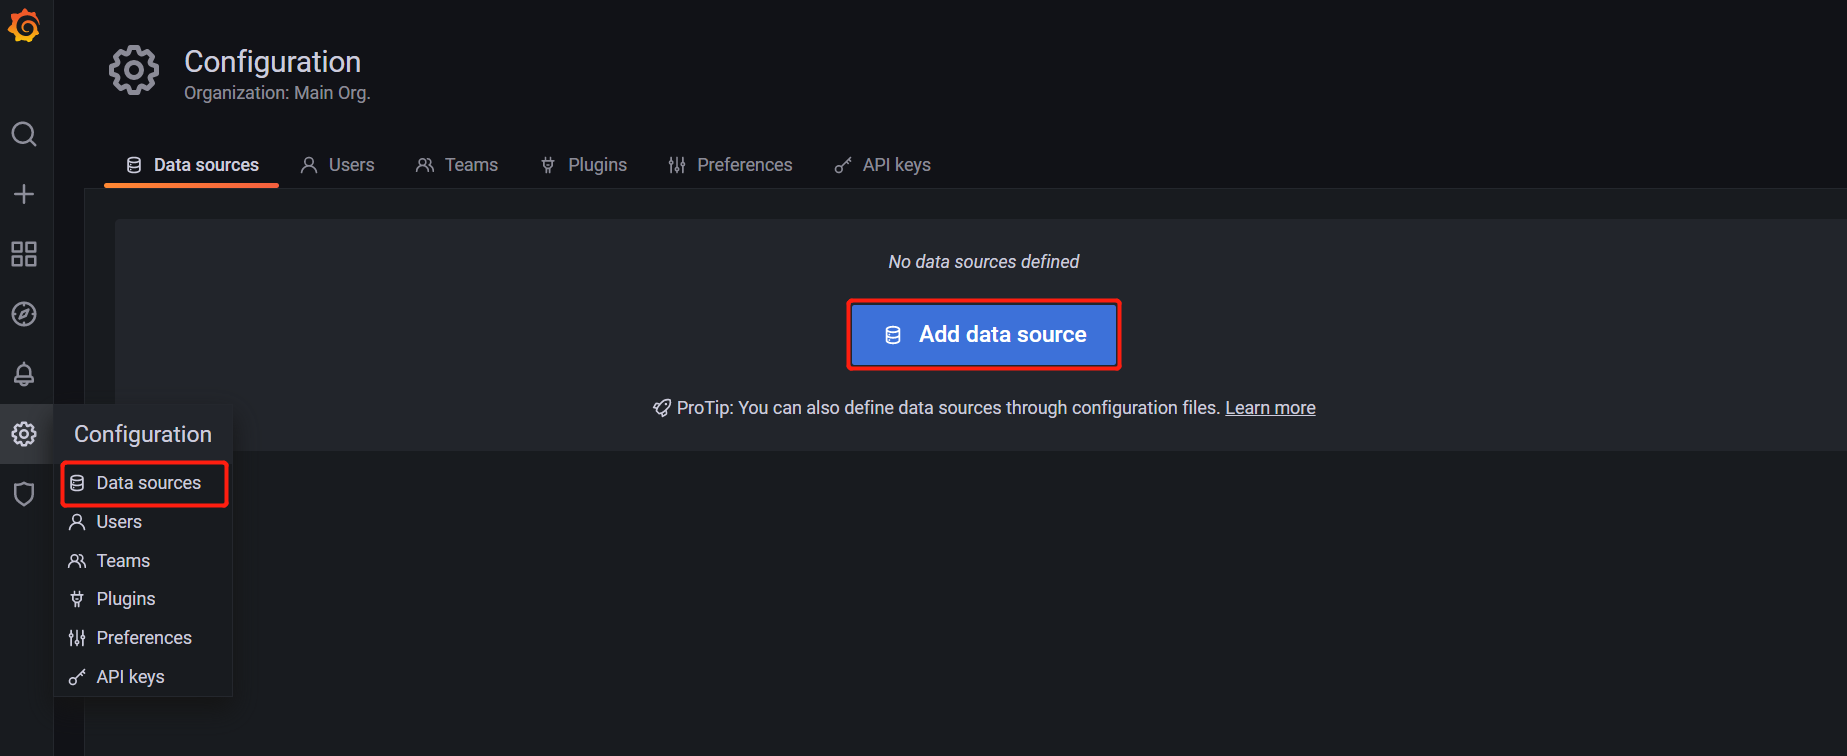 Configuration
Organization: Main Org.
Data sources Users Teams Plugins Preferences API keys
No data sources defined
Add data source
ProTip: You can also define data sources through configuration files. Learn more
Configuration
Data sources
Users
Teams
Plugins
Preferences
API keys